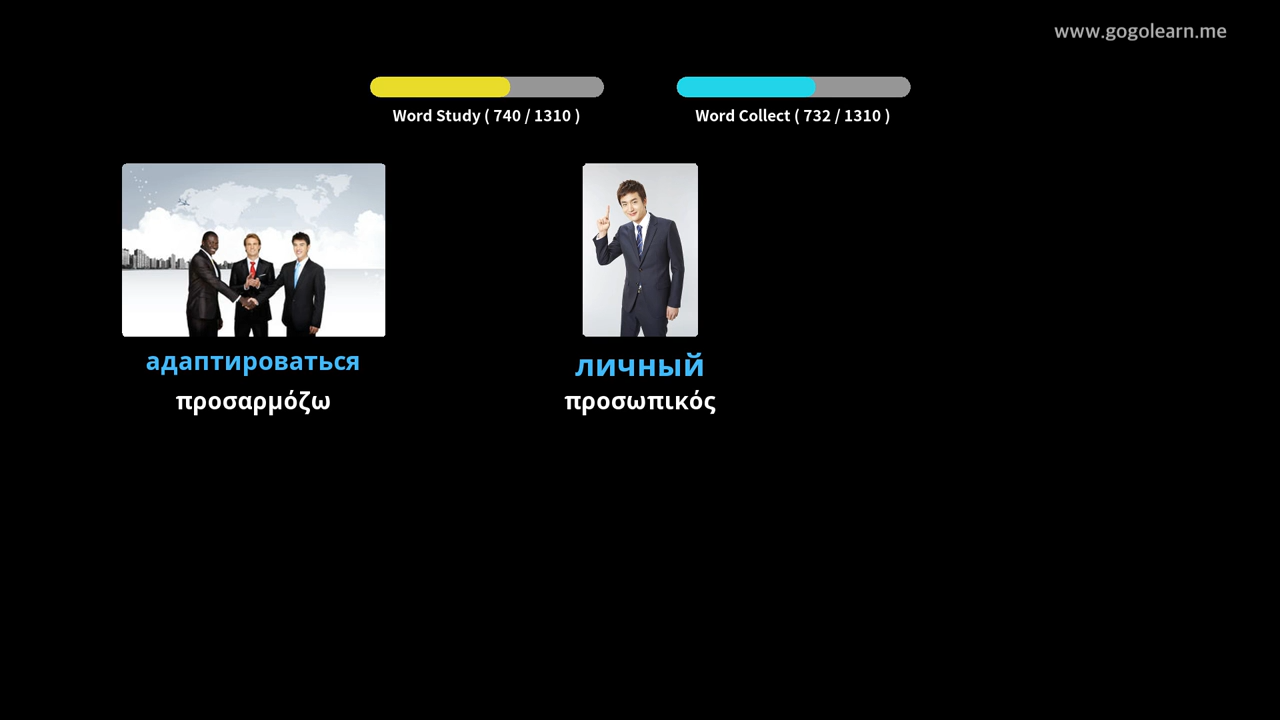 www.gogolearn.me
Word Study ( 740 / 1310 )
Word Collect ( 732 / 1310 )
адаптироваться
προσαρμόζω
личный
προσωπικός